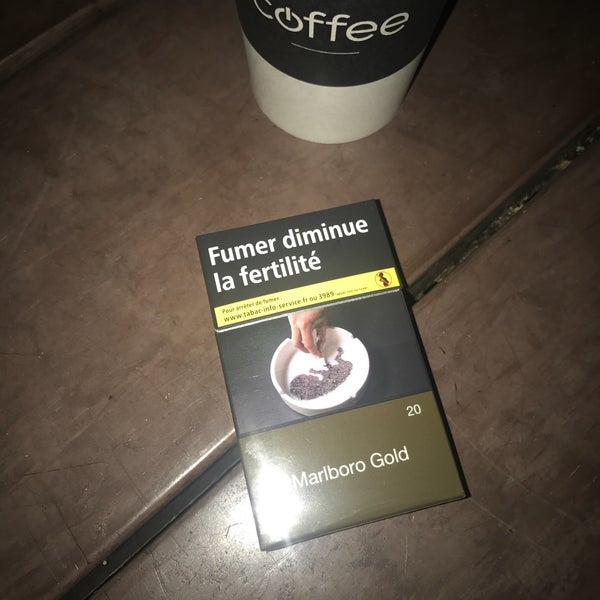 Coffee
Fumer diminue
la fertilité
Pour arrêter de fumer :
www.tabac-info-service.fr ou 3989
20
Marlboro Gold